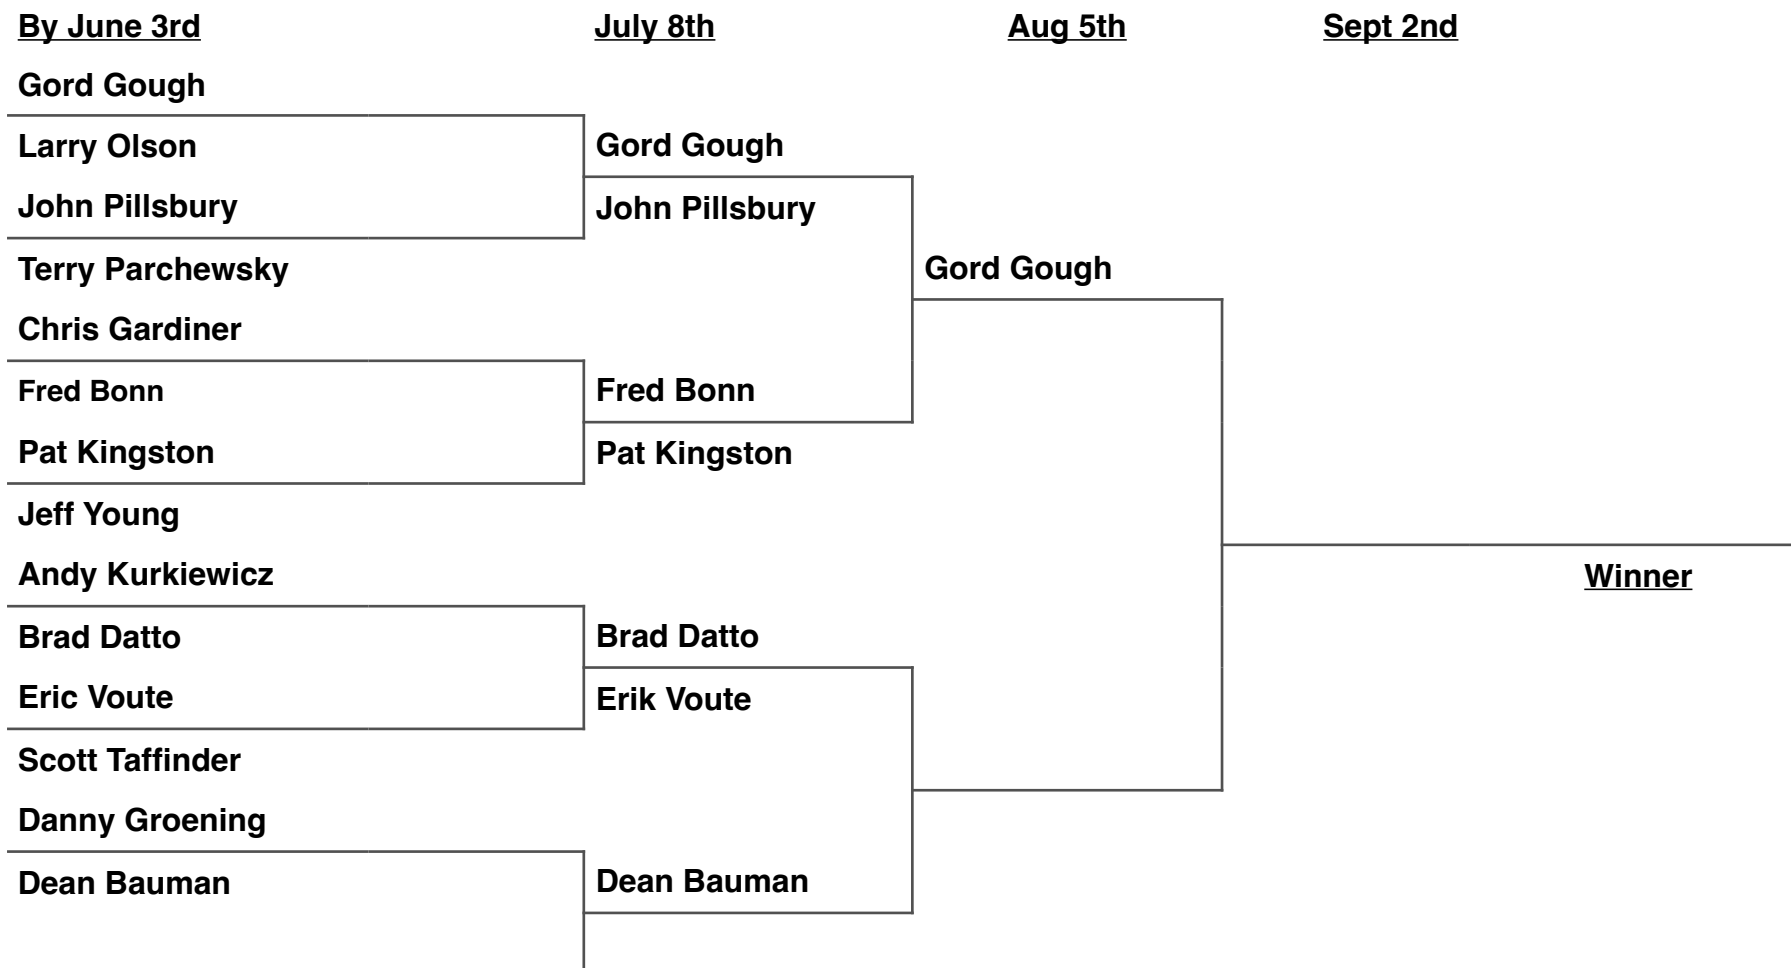 By June 3rd July 8th Aug 5th Sept 2nd
Gord Gough
Larry Olson Gord Gough
John Pillsbury John Pillsbury
Terry Parchewsky Gord Gough
Chris Gardiner
Fred Bonn Fred Bonn
Pat Kingston Pat Kingston
Jeff Young
Andy Kurkiewicz Winner
Brad Datto Brad Datto
Eric Voute Erik Voute
Scott Taffinder
Danny Groening
Dean Bauman Dean Bauman